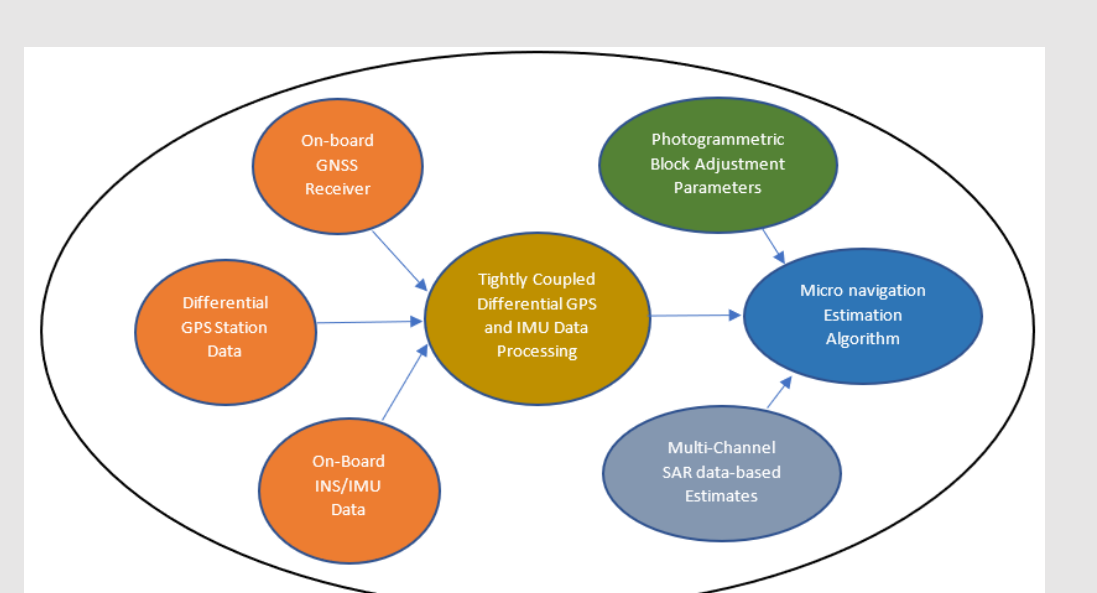 On-board
GNSS
Receiver
Photogrammetric
Block Adjustment
Parameters
Differential
GPS Station
Data
Tightly Coupled
Differential GPS
and IMU Data
Processing
Micro navigation
Estimation
Algorithm
On-Board
INS/IMU
Data
Multi-Channel
SAR data-based
Estimates